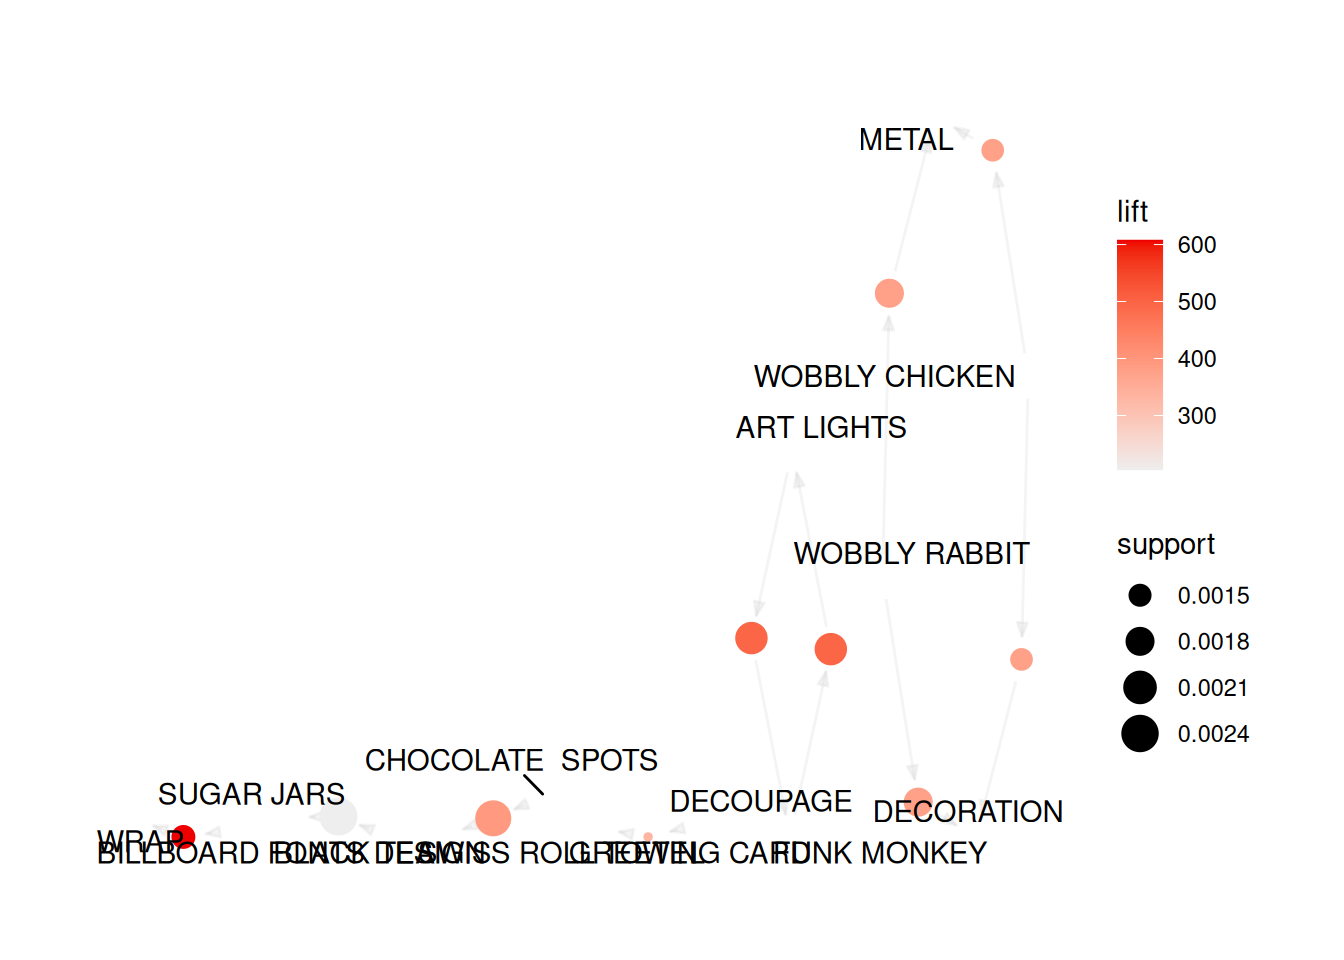 METAL
WOBBLY CHICKEN
ART LIGHTS
WOBBLY RABBIT
CHOCOLATE  SPOTS
SUGAR JARS
DECOUPAGE
DECORATION
WRAP
BILLBOARD FONTS DESIGN
BLACK TEA
SWISS ROLL TOWEL
GREETING CARD
FUNK MONKEY
lift
600
500
400
300
support
0.0015
0.0018
0.0021
0.0024